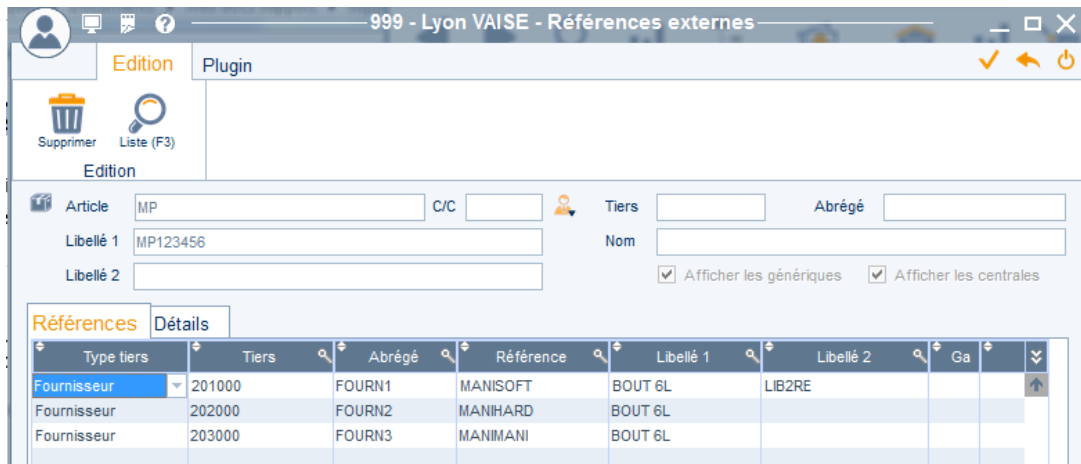 999 - Lyon VAISE - Références externes
Edition Plugin
Supprimer Liste (F3)
Edition
Article MP C/C Tiers Abrégé
Libellé 1 MP123456 Nom
Libellé 2 Afficher les génériques Afficher les centrales
Références Détails
Type tiers Tiers Abrégé Référence Libellé 1 Libellé 2 Ga
Fournisseur 201000 FOURN1 MANISOFT BOUT 6L LIB2RE
Fournisseur 202000 FOURN2 MANIHARD BOUT 6L
Fournisseur 203000 FOURN3 MANIMANI BOUT 6L